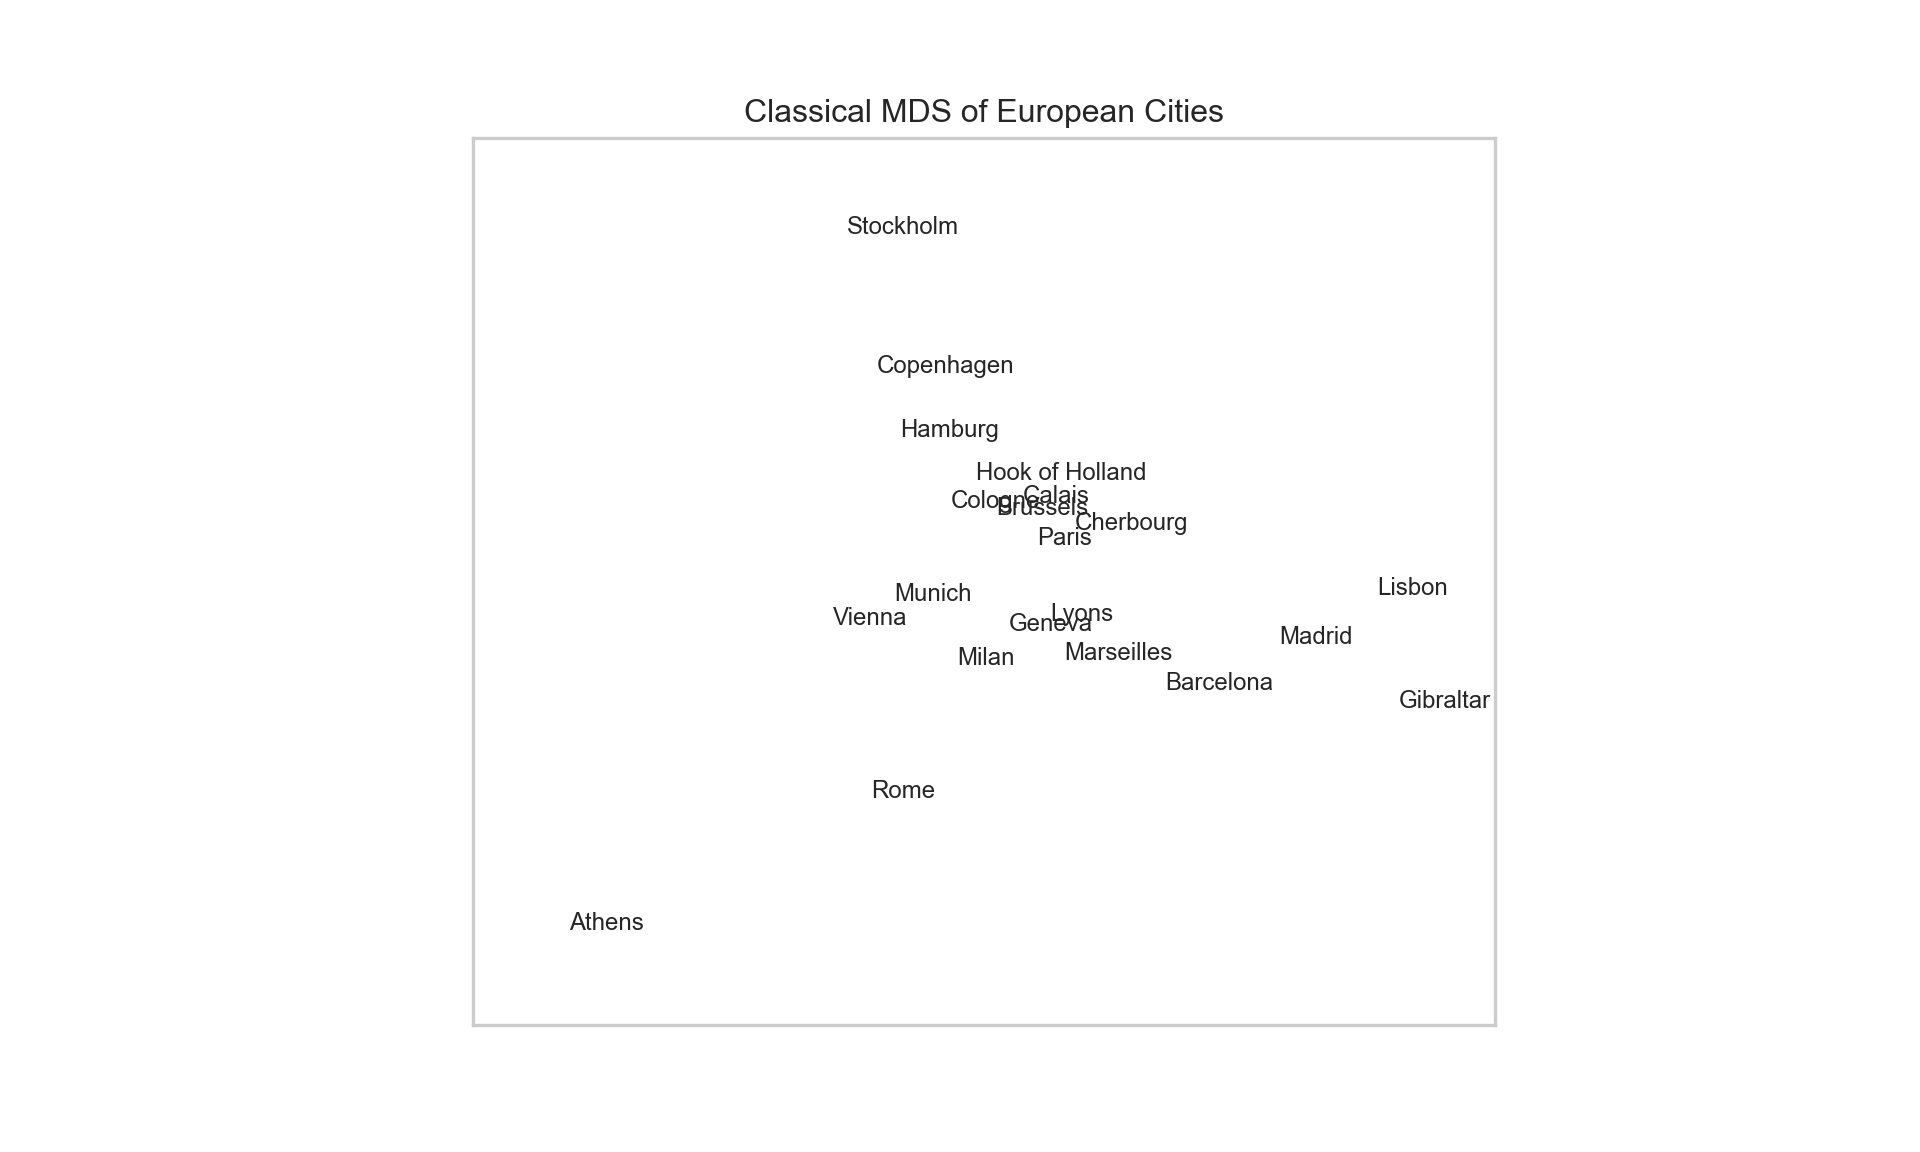 Classical MDS of European Cities
Stockholm
Copenhagen
Hamburg
Hook of Holland
Calais
Cologne
Brussels
Cherbourg
Paris
Lisbon
Munich
Lyons
Vienna
Geneva
Madrid
Marseilles
Milan
Barcelona
Gibraltar
Rome
Athens